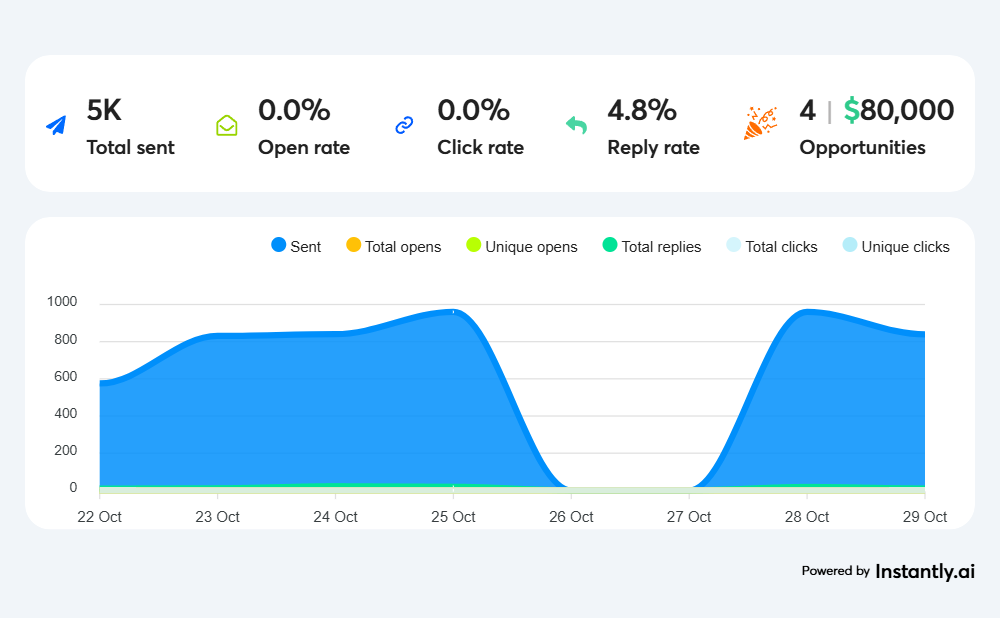 5K 0.0% 0.0% 4.8% 4 | $80,000
Total sent Open rate Click rate Reply rate Opportunities
Sent Total opens Unique opens Total replies Total clicks Unique clicks
1000
800
600
400
200
0
22 Oct 23 Oct 24 Oct 25 Oct 26 Oct 27 Oct 28 Oct 29 Oct
Powered by Instantly.ai